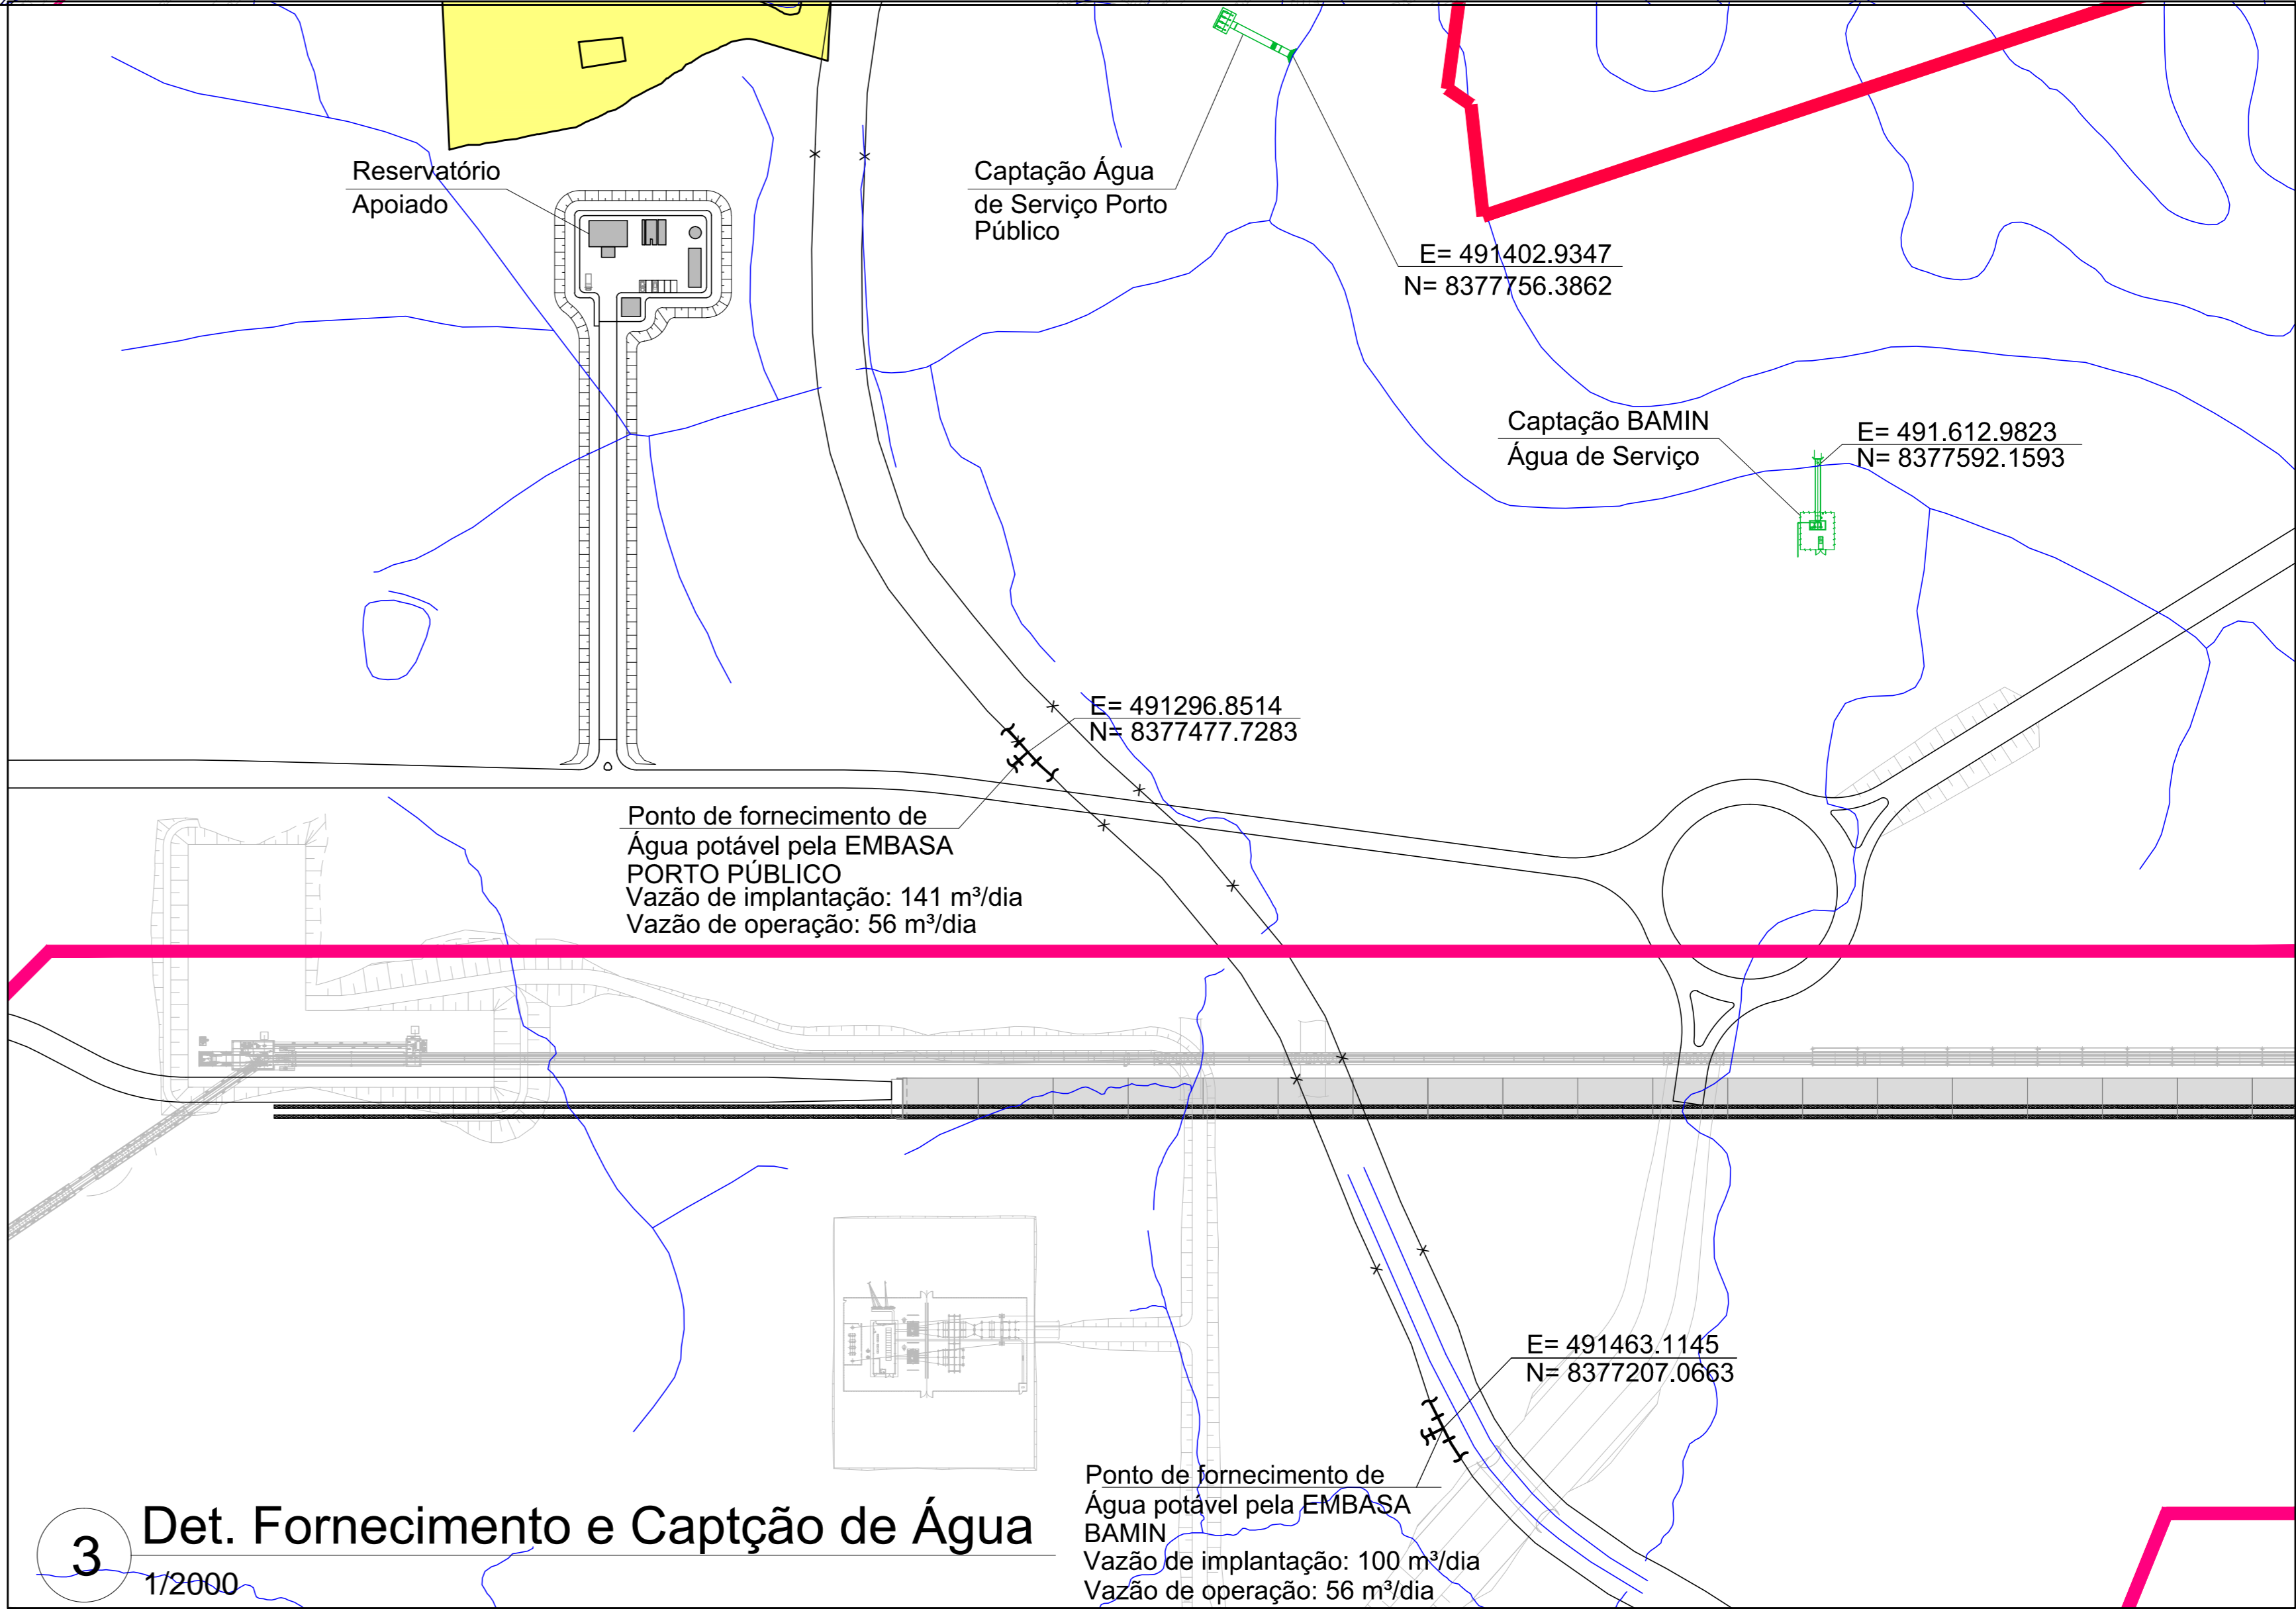 Reservatório
Apoiado
Captação Água
de Serviço Porto
Público
E= 491402.9347
N= 8377756.3862
Captação BAMIN
Água de Serviço
E= 491.612.9823
N= 8377592.1593
E= 491296.8514
N= 8377477.7283
Ponto de fornecimento de
Água potável pela EMBASA
PORTO PÚBLICO
Vazão de implantação: 141 m³/dia
Vazão de operação: 56 m³/dia
E= 491463.1145
N= 8377207.0663
Ponto de fornecimento de
Água potável pela EMBASA
BAMIN
Vazão de implantação: 100 m³/dia
Vazão de operação: 56 m³/dia
3
Det. Fornecimento e Captção de Água
1/2000